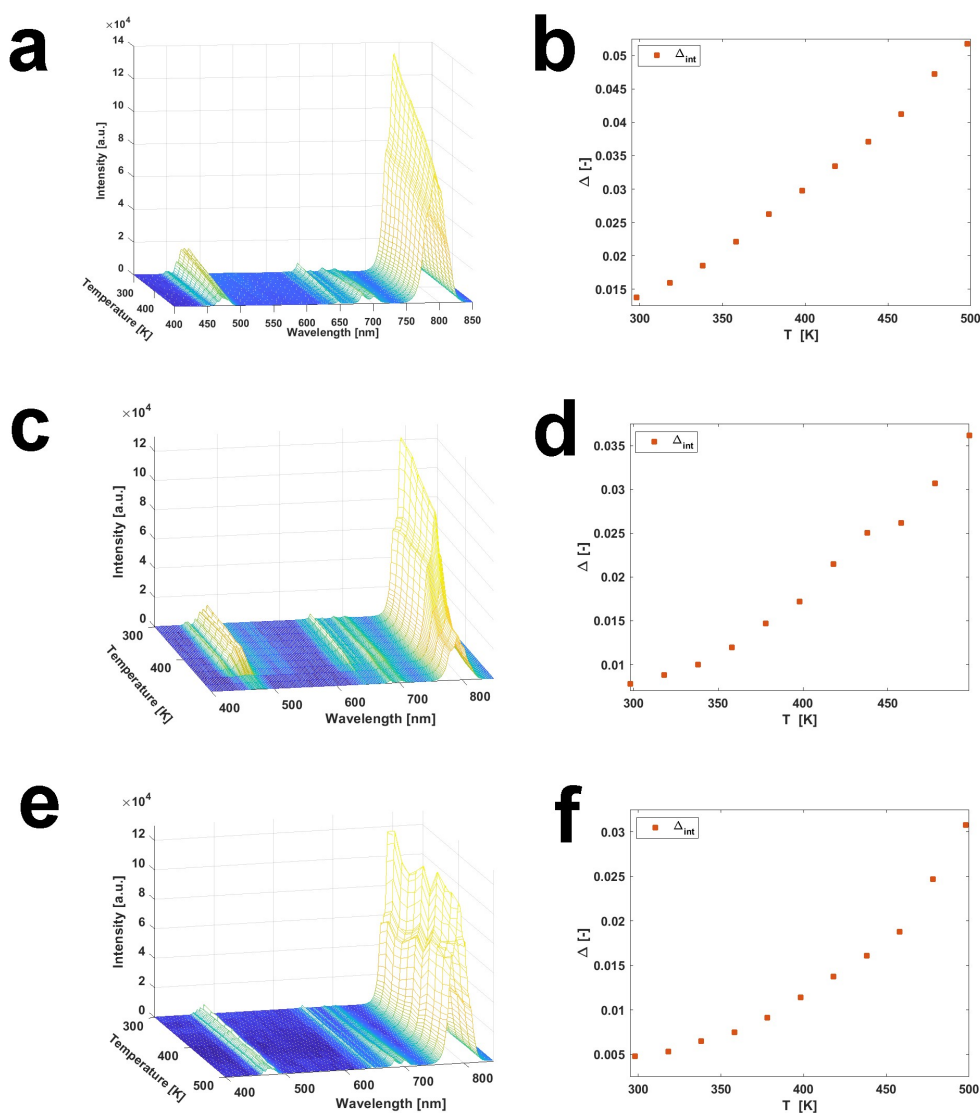 a
×10⁴
14
12
10
8
6
4
2
0
Intensity [a.u.]
300
400
Temperature [K]
400 450 500 550 600 650 700 750 800 850
Wavelength [nm]
b
Δint
0.05
0.045
0.04
0.035
0.03
0.025
0.02
0.015
Δ [-]
300 350 400 450 500
T [K]
c
×10⁴
12
10
8
6
4
2
0
Intensity [a.u.]
300
400
Temperature [K]
400 500 600 700 800
Wavelength [nm]
d
Δint
0.035
0.03
0.025
0.02
0.015
0.01
Δ [-]
300 350 400 450
T [K]
e
×10⁴
12
10
8
6
4
2
0
Intensity [a.u.]
300
400
500
Temperature [K]
400 500 600 700 800
Wavelength [nm]
f
Δint
0.03
0.025
0.02
0.015
0.01
0.005
Δ [-]
300 350 400 450 500
T [K]